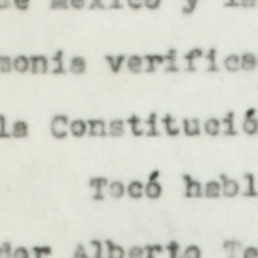 de México y la
monia verifica
la Constitució
Tocó habl
dor Alberto Te